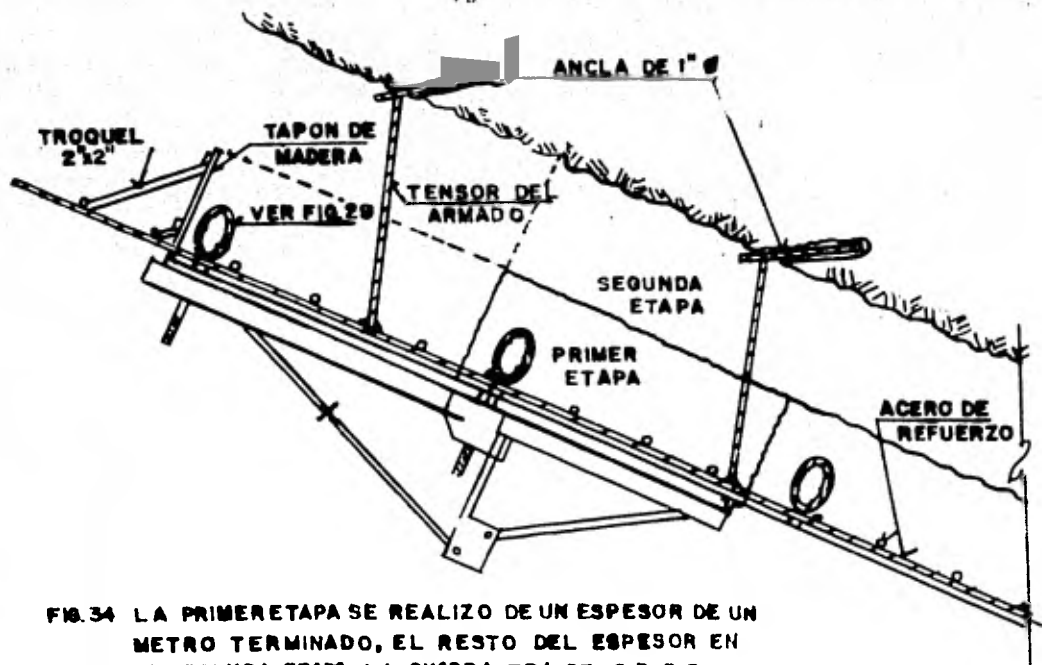 ANCLA DE 1" ø
TROQUEL
2"x2"
TAPON DE
MADERA
TENSOR DEL
ARMADO
VER FIG.29
SEGUNDA
ETAPA
PRIMER
ETAPA
ACERO DE
REFUERZO
FIG.34 LA PRIMER ETAPA SE REALIZO DE UN ESPESOR DE UN
METRO TERMINADO, EL RESTO DEL ESPESOR EN